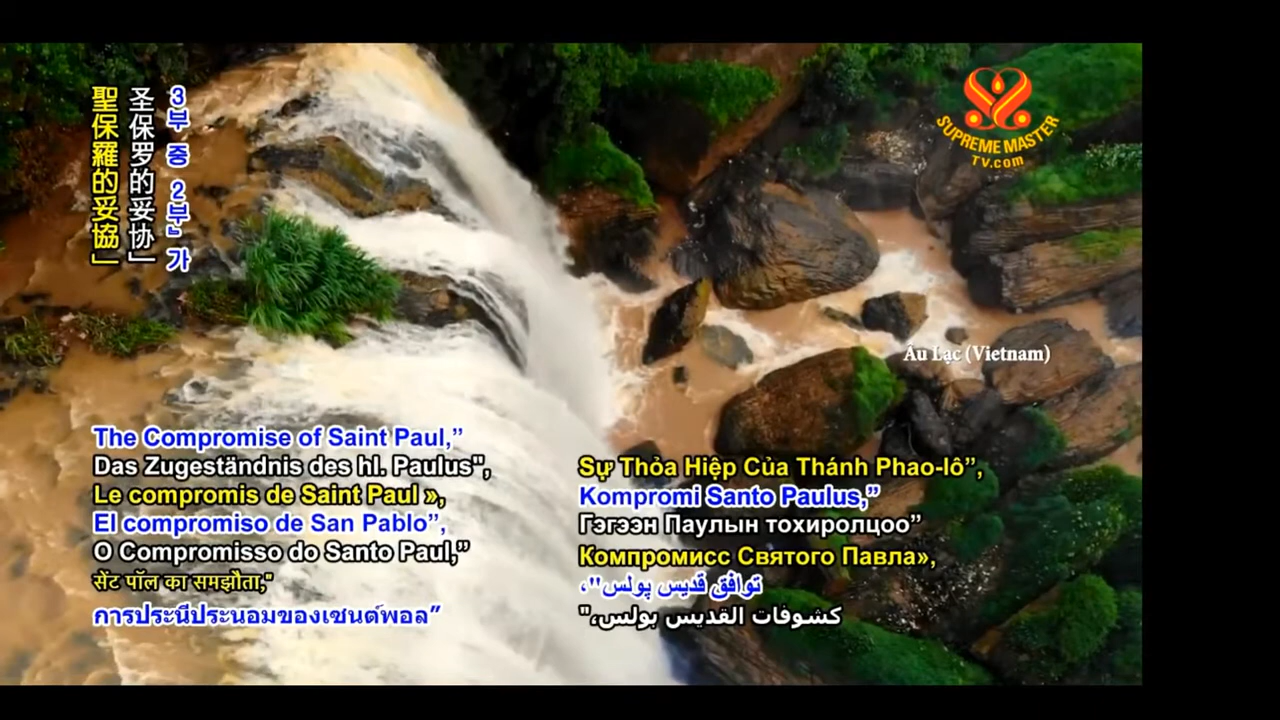 聖保羅的妥協」
圣保罗的妥协」
3부 중 2부』가
SUPREME MASTER
TV.com
Âu Lạc (Vietnam)
The Compromise of Saint Paul,”
Das Zugeständnis des hl. Paulus",
Le compromis de Saint Paul »,
El compromiso de San Pablo”,
O Compromisso do Santo Paul,”
सेंट पॉल का समझौता,"
การประนีประนอมของเซนต์พอล”
Sự Thỏa Hiệp Của Thánh Phao-lô”,
Kompromi Santo Paulus,”
Гэгээн Паулын тохиролцоо”
Компромисс Святого Павла»,
توافق قدیس پولس"،
كشوفات القديس بولس،"